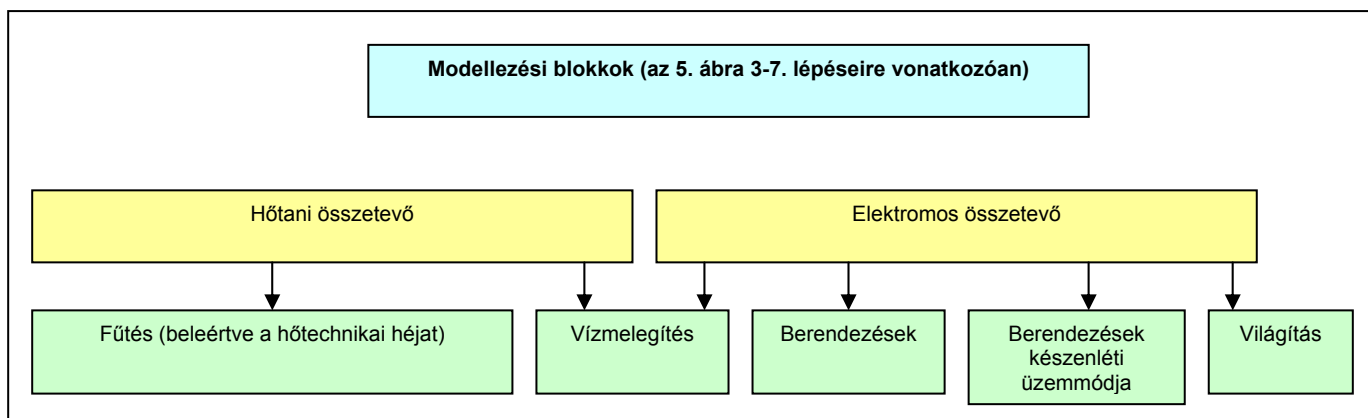 Modellezési blokkok (az 5. ábra 3-7. lépéseire vonatkozóan)
Hőtani összetevő
Elektromos összetevő
Fűtés (beleértve a hőtechnikai héjat)
Vízmelegítés
Berendezések
Berendezések
készenléti
üzemmódja
Világítás